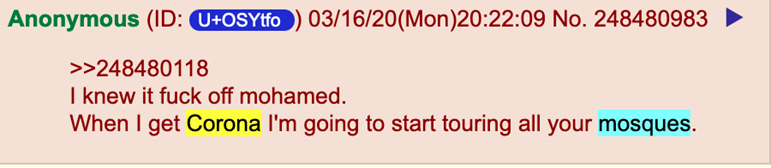 Anonymous (ID: U+OSYtfo) 03/16/20(Mon)20:22:09 No. 248480983
>>248480118
I knew it fuck off mohamed.
When I get Corona I'm going to start touring all your mosques.